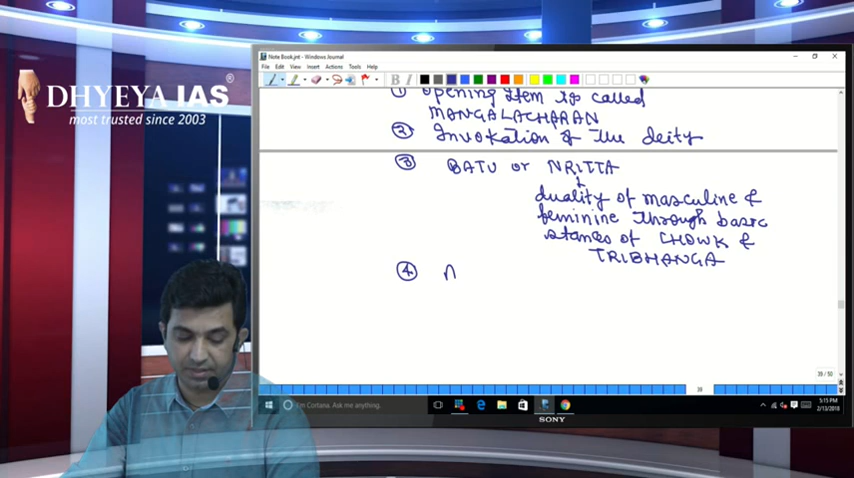 DHYEYA IAS®
most trusted since 2003
Note Book.jnt - Windows Journal
File Edit View Insert Actions Tools Help
① Opening item is called
MANGALACHARAN
② Invokation of the deity
③ BATU or NRITTA
duality of masculine &
feminine through basic
stances of CHOWK &
TRIBHANGA
④ n
39 / 50
38
I'm Cortana. Ask me anything.
5:15 PM
2/13/2018
SONY